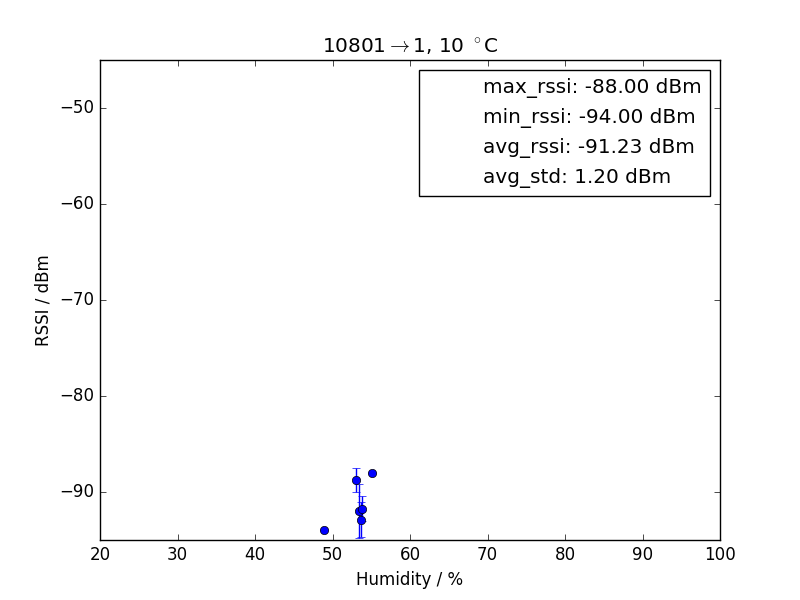 10801→1, 10 °C
max_rssi: -88.00 dBm
min_rssi: -94.00 dBm
avg_rssi: -91.23 dBm
avg_std: 1.20 dBm
−50
−60
−70
−80
−90
RSSI / dBm
20 30 40 50 60 70 80 90 100
Humidity / %